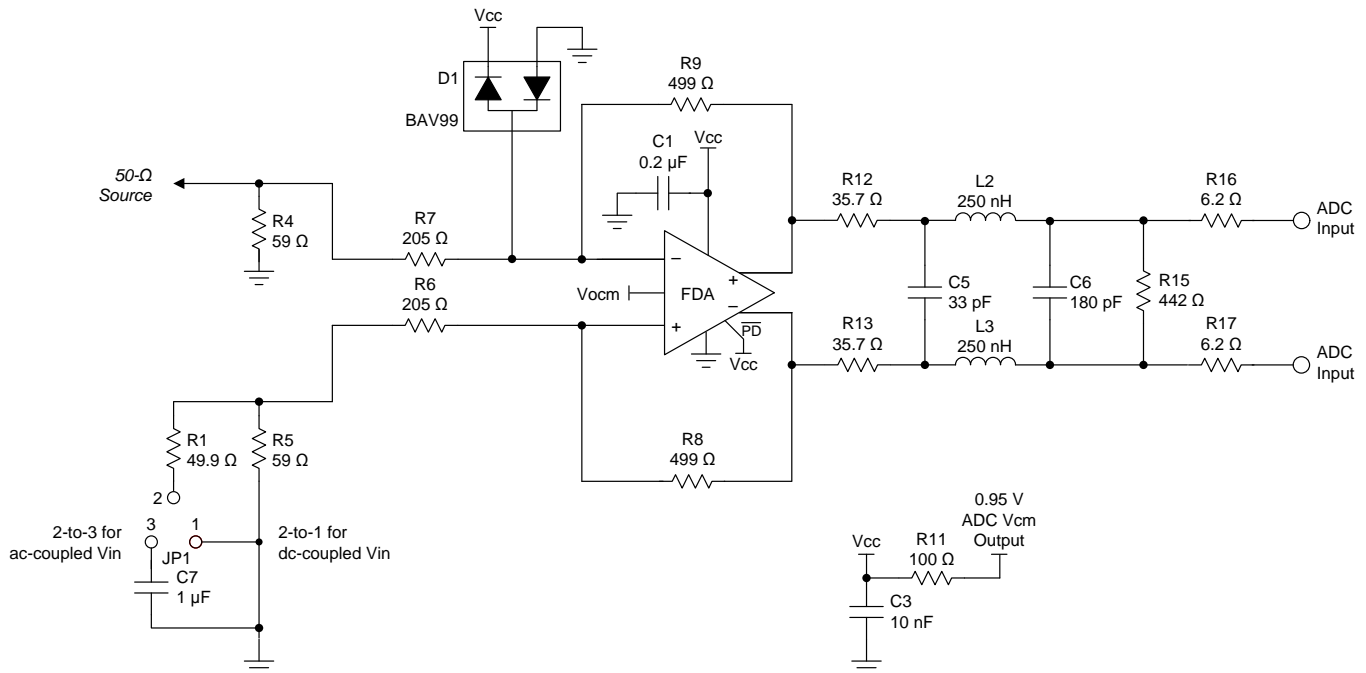 Vcc
D1
BAV99
R9
499 Ω
C1
0.2 µF
Vcc
50-Ω
Source
R4
59 Ω
R7
205 Ω
R6
205 Ω
Vocm
−
+
FDA
+
−
PD
Vcc
R12
35.7 Ω
L2
250 nH
R16
6.2 Ω
ADC
Input
C5
33 pF
C6
180 pF
R15
442 Ω
R13
35.7 Ω
L3
250 nH
R17
6.2 Ω
ADC
Input
R8
499 Ω
R1
49.9 Ω
R5
59 Ω
2
3
1
2-to-3 for
ac-coupled Vin
JP1
2-to-1 for
dc-coupled Vin
C7
1 µF
0.95 V
ADC Vcm
Output
Vcc
R11
100 Ω
C3
10 nF